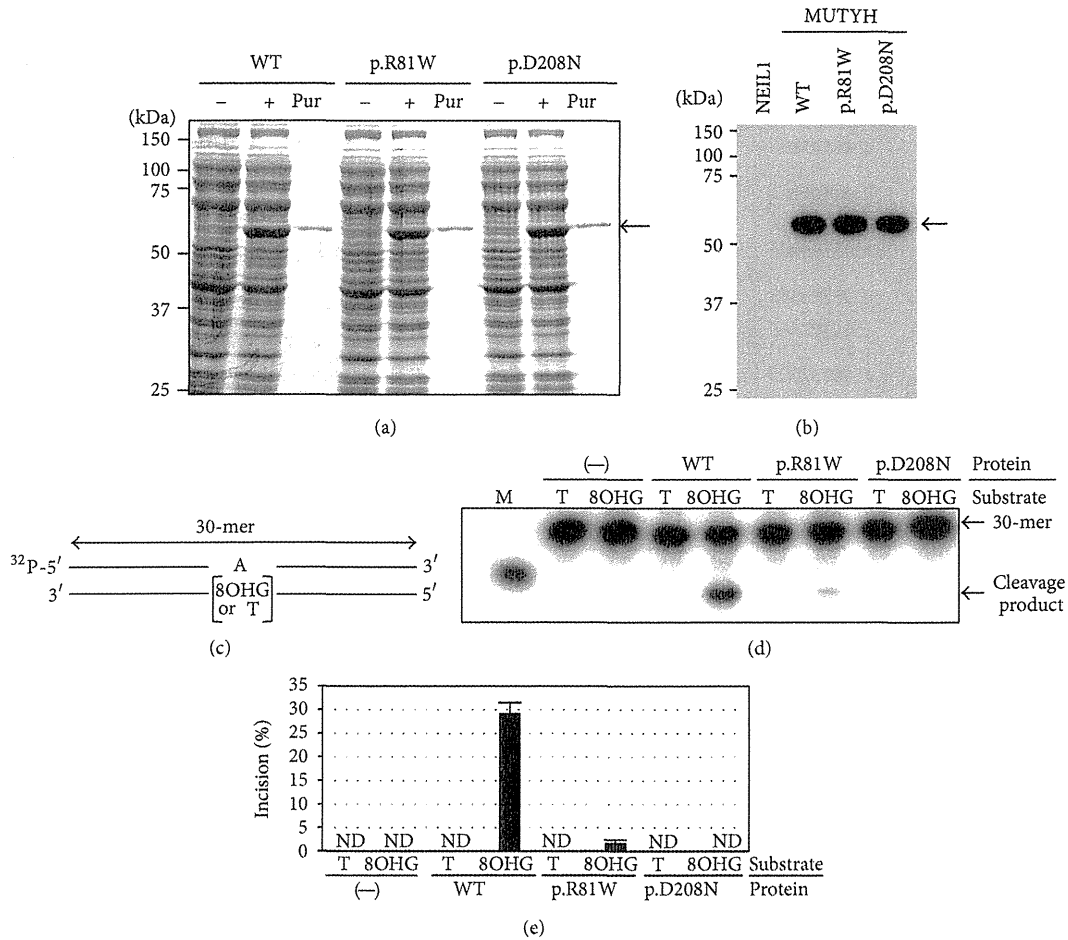 (a)
WT p.R81W p.D208N
− + Pur − + Pur − + Pur
(kDa)
150
100
75
50
37
25
(b)
MUTYH
NEIL1 WT p.R81W p.D208N
(kDa)
150
100
75
50
37
25
(c)
30-mer
32P-5′ A 3′
3′ [8OHG or T] 5′
(d)
(—) WT p.R81W p.D208N Protein
M T 8OHG T 8OHG T 8OHG T 8OHG Substrate
30-mer
Cleavage
product
(e)
Incision (%)
35
30
25
20
15
10
5
0
ND ND ND ND ND ND
T 8OHG T 8OHG T 8OHG T 8OHG Substrate
(—) WT p.R81W p.D208N Protein